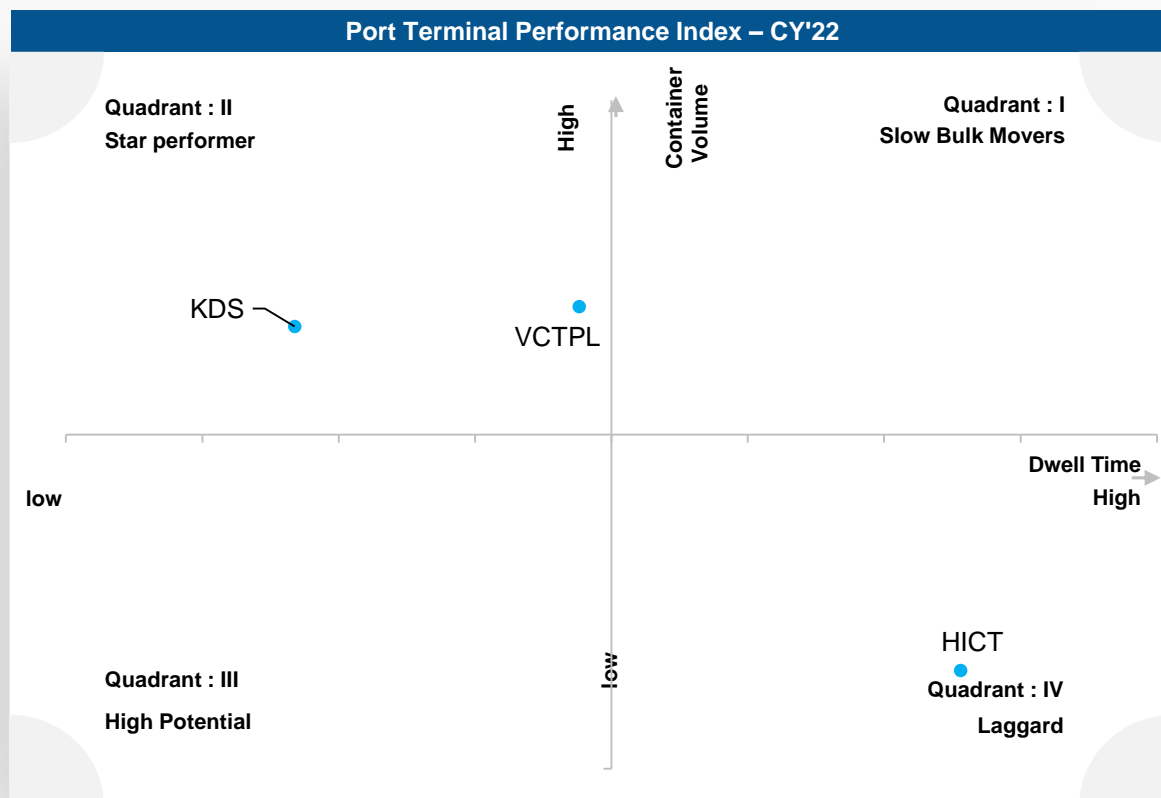 Port Terminal Performance Index – CY'22
Quadrant : II
Star performer
High
Container
Volume
Quadrant : I
Slow Bulk Movers
KDS
VCTPL
Dwell Time
High
low
HICT
low
Quadrant : III
High Potential
Quadrant : IV
Laggard